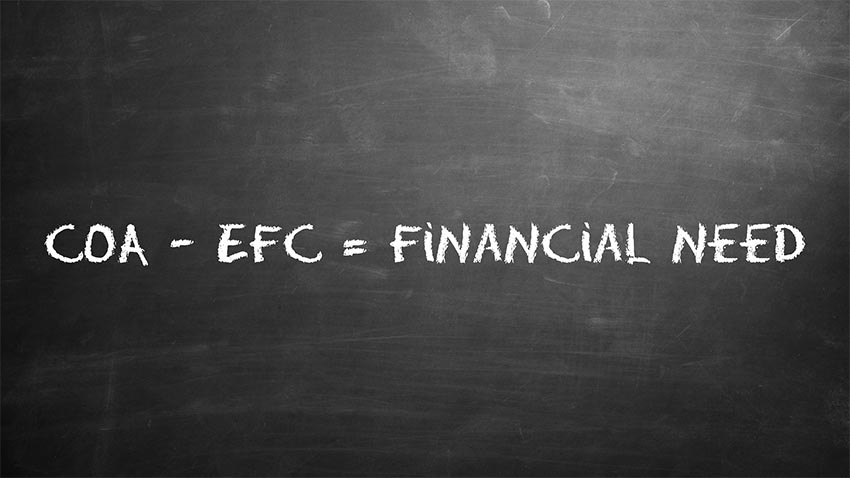 COA - EFC = FiNANCiAL NEED